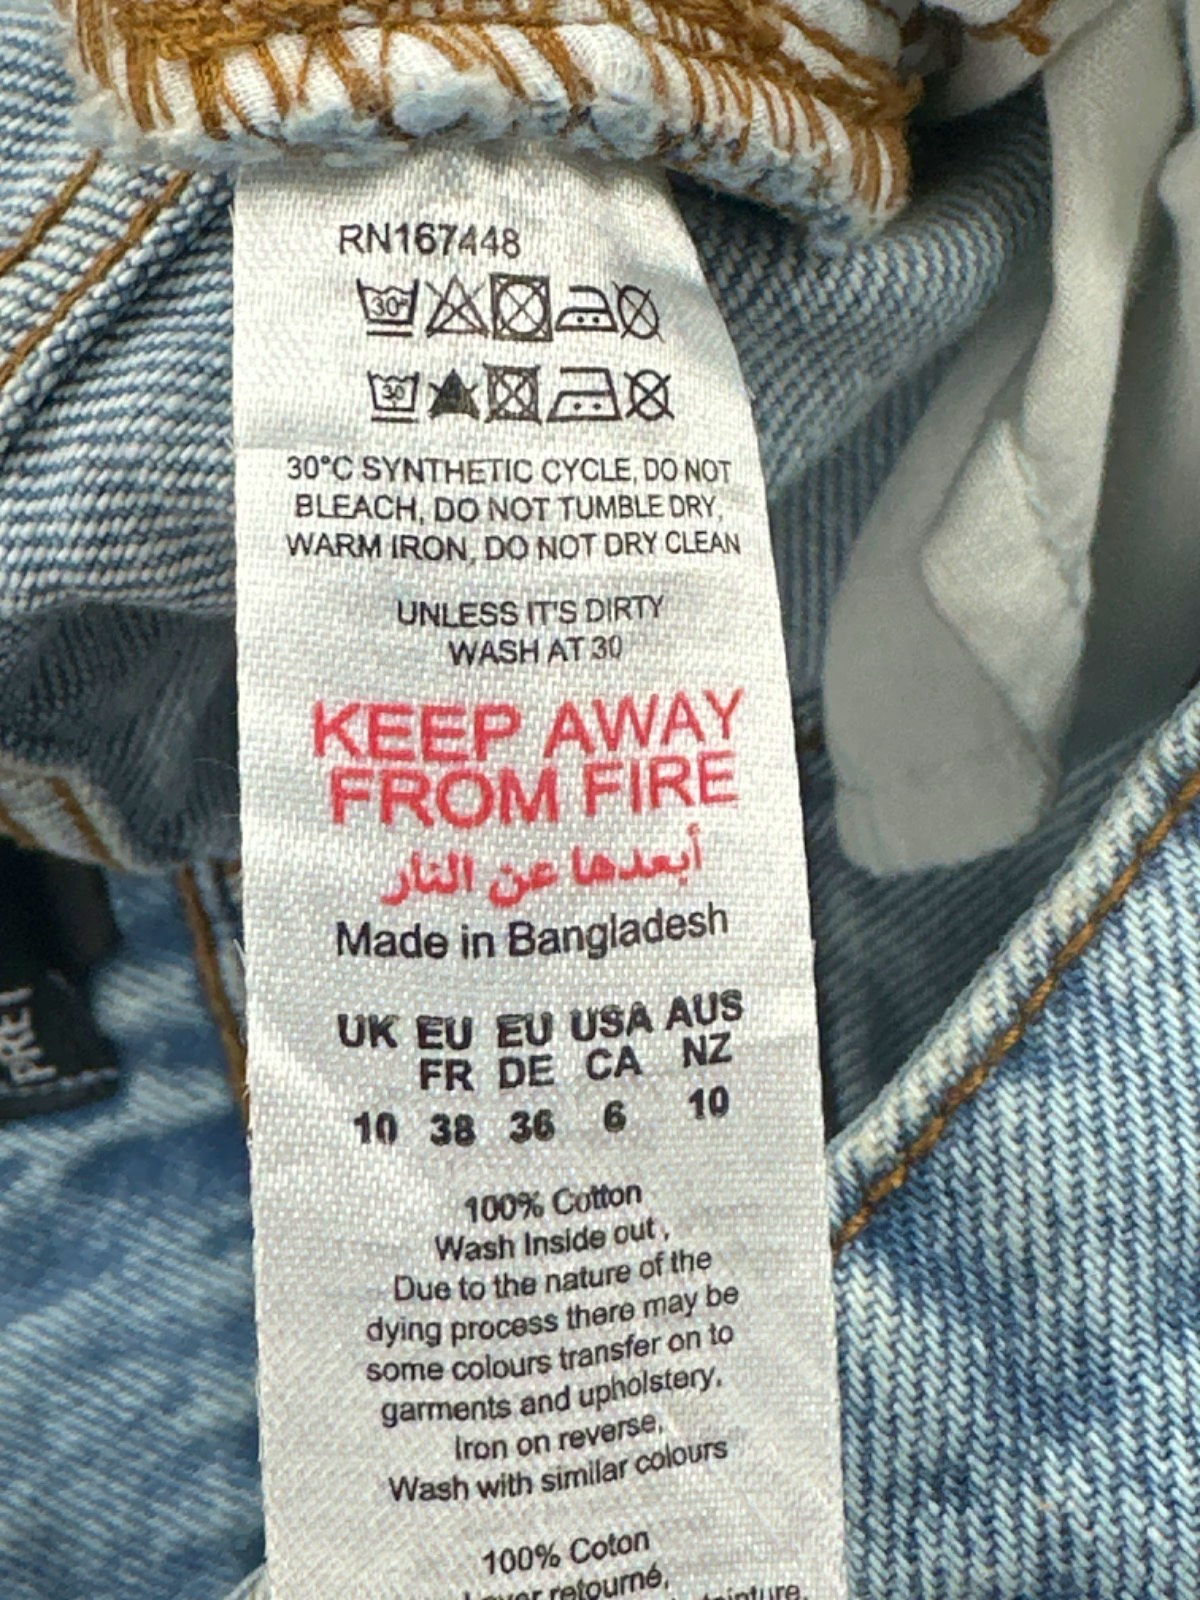 RN167448
30°
30
30°C SYNTHETIC CYCLE, DO NOT
BLEACH, DO NOT TUMBLE DRY,
WARM IRON, DO NOT DRY CLEAN
UNLESS IT'S DIRTY
WASH AT 30
KEEP AWAY
FROM FIRE
أبعدها عن النار
Made in Bangladesh
UK EU EU USA AUS
FR DE CA NZ
10 38 36 6 10
100% Cotton
Wash Inside out,
Due to the nature of the
dying process there may be
some colours transfer on to
garments and upholstery,
Iron on reverse,
Wash with similar colours
100% Coton
retourné,